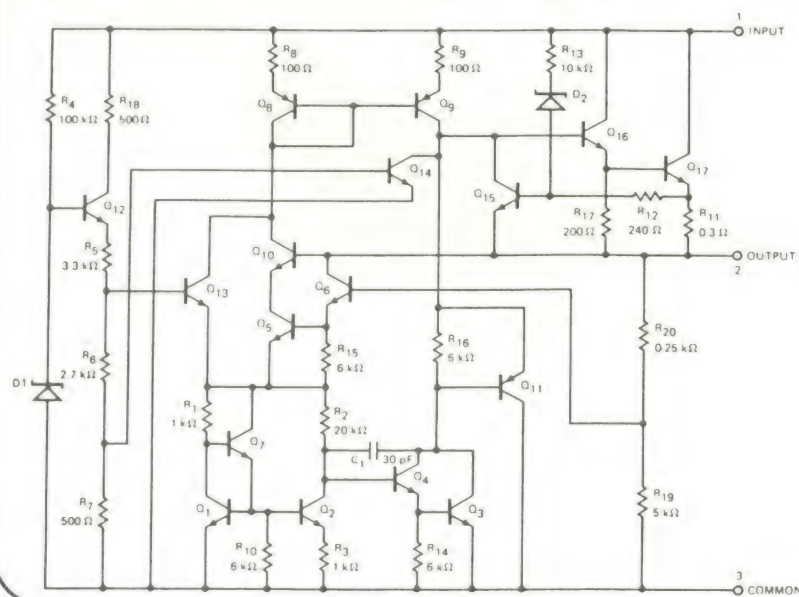 1
INPUT
R8
100 Ω
R9
100 Ω
R13
10 kΩ
R4
100 kΩ
R18
500 Ω
Q8
Q9
D2
Q16
Q17
Q12
Q14
Q15
R5
3.3 kΩ
R17
200 Ω
R12
240 Ω
R11
0.3 Ω
Q10
OUTPUT
2
Q13
Q6
Q5
R20
0·25 kΩ
R6
2.7 kΩ
D1
R15
6 kΩ
R16
6 kΩ
Q11
R1
1 kΩ
R2
20 kΩ
Q7
C1
30 pF
Q4
R7
500 Ω
Q1
Q2
Q3
R19
5 kΩ
R10
6 kΩ
R3
1 kΩ
R14
6 kΩ
3
COMMON